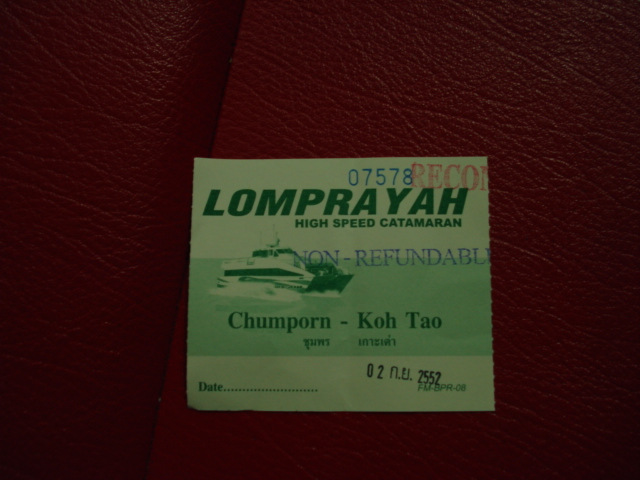 07578
LOMPRAYAH
HIGH SPEED CATAMARAN
NON - REFUNDABL
Chumporn - Koh Tao
ชุมพร เกาะเต่า
02 ก.ย. 2552
Date........................
FM-BPR-08